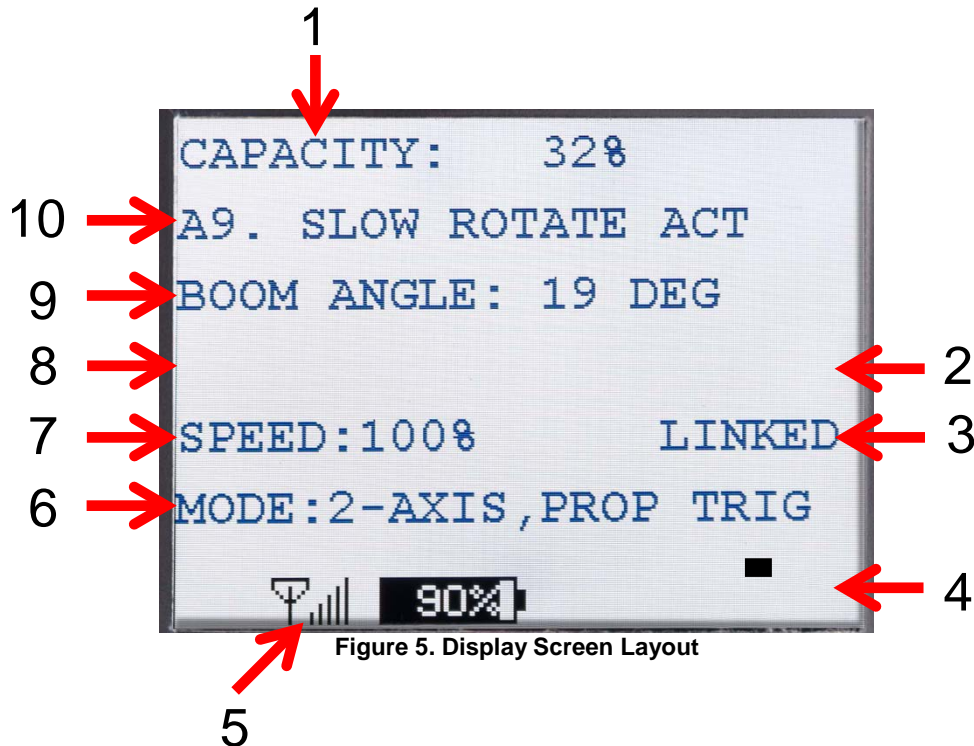 1
CAPACITY: 32%
10 A9. SLOW ROTATE ACT
9 BOOM ANGLE: 19 DEG
8 2
7 SPEED:100% LINKED 3
6 MODE:2-AXIS,PROP TRIG
90% 4
Figure 5. Display Screen Layout
5